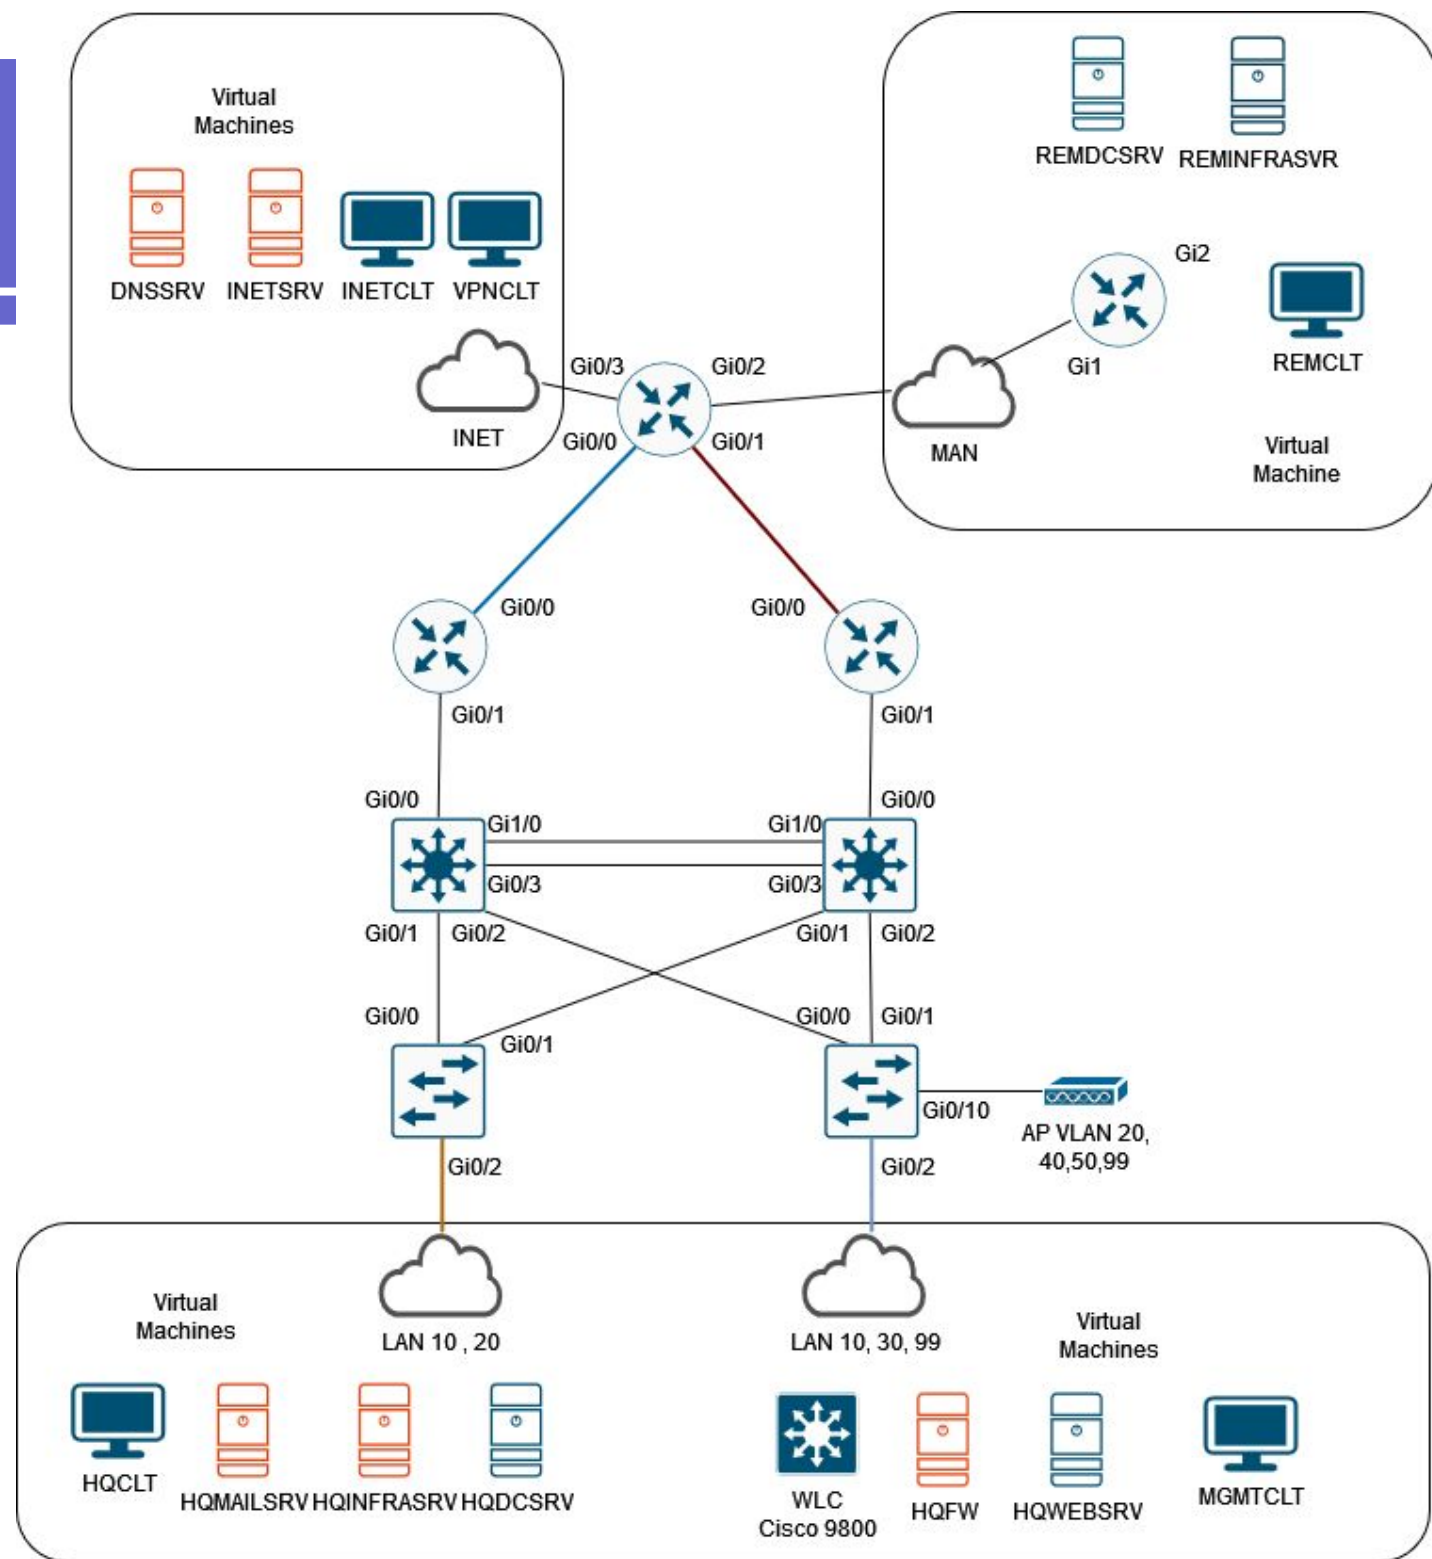 Virtual
Machines
DNSSRV
INETSRV
INETCLT
VPNCLT
INET
REMDCSRV
REMINFRASVR
Gi2
Gi1
REMCLT
MAN
Virtual
Machine
Gi0/3
Gi0/2
Gi0/0
Gi0/1
Gi0/0
Gi0/0
Gi0/1
Gi0/1
Gi0/0
Gi0/0
Gi1/0
Gi1/0
Gi0/3
Gi0/3
Gi0/1
Gi0/2
Gi0/1
Gi0/2
Gi0/0
Gi0/1
Gi0/0
Gi0/1
Gi0/10
AP VLAN 20,
40,50,99
Gi0/2
Gi0/2
LAN 10 , 20
LAN 10, 30, 99
Virtual
Machines
Virtual
Machines
HQCLT
HQMAILSRV
HQINFRASRV
HQDCSRV
WLC
Cisco 9800
HQFW
HQWEBSRV
MGMTCLT